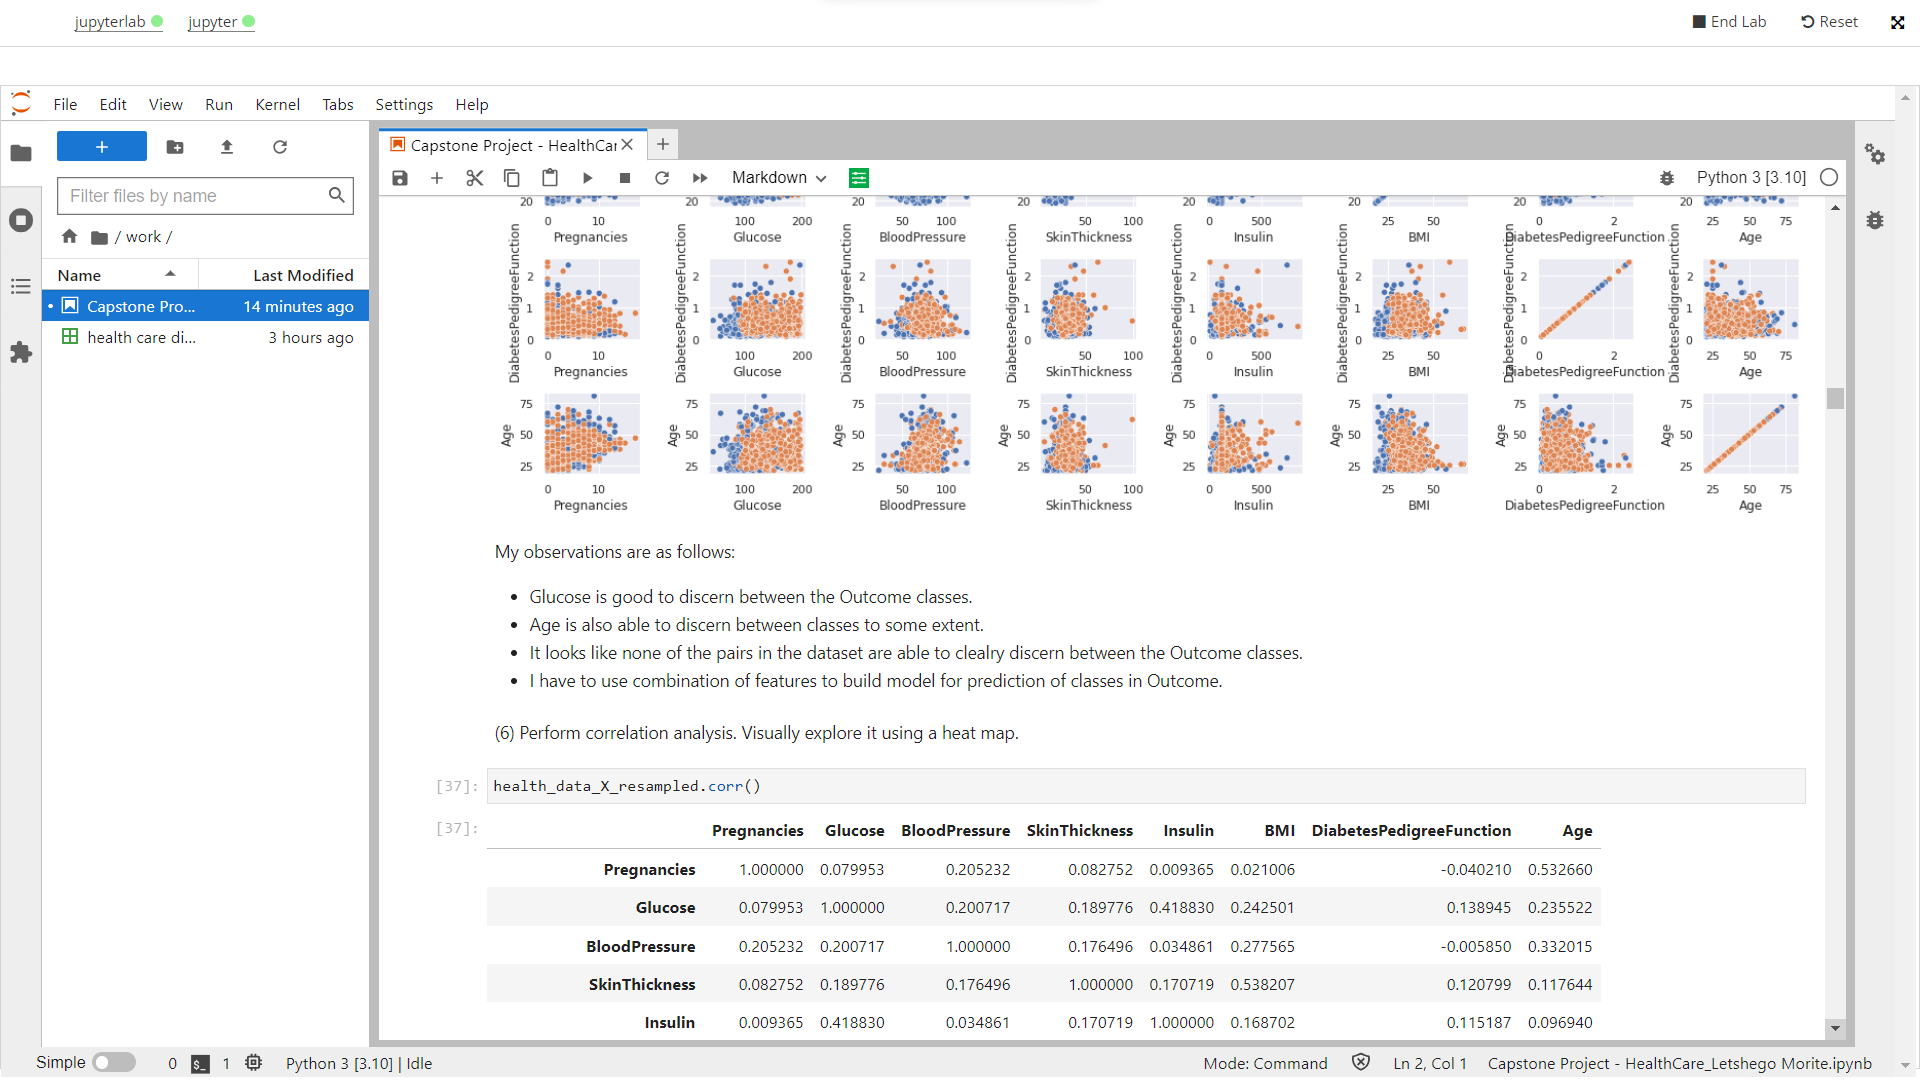 jupyterlab jupyter End Lab Reset
File Edit View Run Kernel Tabs Settings Help
+ Capstone Project - HealthCar
Filter files by name Markdown Python 3 [3.10]
/ work /
Name Last Modified
Capstone Pro... 14 minutes ago
health care di... 3 hours ago
20 20 20 20 20 20 20 20
0 10 100 200 50 100 50 100 0 500 25 50 0 2 25 50 75
Pregnancies Glucose BloodPressure SkinThickness Insulin BMI DiabetesPedigreeFunction Age
DiabetesPedigreeFunction DiabetesPedigreeFunction DiabetesPedigreeFunction DiabetesPedigreeFunction DiabetesPedigreeFunction DiabetesPedigreeFunction DiabetesPedigreeFunction DiabetesPedigreeFunction
2 2 2 2 2 2 2 2
1 1 1 1 1 1 1 1
0 0 0 0 0 0 0 0
0 10 100 200 50 100 50 100 0 500 25 50 0 2 25 50 75
Pregnancies Glucose BloodPressure SkinThickness Insulin BMI DiabetesPedigreeFunction Age
75 75 75 75 75 75 75 75
Age 50 Age 50 Age 50 Age 50 Age 50 Age 50 Age 50 Age 50
25 25 25 25 25 25 25 25
0 10 100 200 50 100 50 100 0 500 25 50 0 2 25 50 75
Pregnancies Glucose BloodPressure SkinThickness Insulin BMI DiabetesPedigreeFunction Age
My observations are as follows:
• Glucose is good to discern between the Outcome classes.
• Age is also able to discern between classes to some extent.
• It looks like none of the pairs in the dataset are able to clealry discern between the Outcome classes.
• I have to use combination of features to build model for prediction of classes in Outcome.
(6) Perform correlation analysis. Visually explore it using a heat map.
[37]: health_data_X_resampled.corr()
[37]: Pregnancies Glucose BloodPressure SkinThickness Insulin BMI DiabetesPedigreeFunction Age
Pregnancies 1.000000 0.079953 0.205232 0.082752 0.009365 0.021006 -0.040210 0.532660
Glucose 0.079953 1.000000 0.200717 0.189776 0.418830 0.242501 0.138945 0.235522
BloodPressure 0.205232 0.200717 1.000000 0.176496 0.034861 0.277565 -0.005850 0.332015
SkinThickness 0.082752 0.189776 0.176496 1.000000 0.170719 0.538207 0.120799 0.117644
Insulin 0.009365 0.418830 0.034861 0.170719 1.000000 0.168702 0.115187 0.096940
Simple 0 1 Python 3 [3.10] | Idle Mode: Command Ln 2, Col 1 Capstone Project - HealthCare_Letshego Morite.ipynb